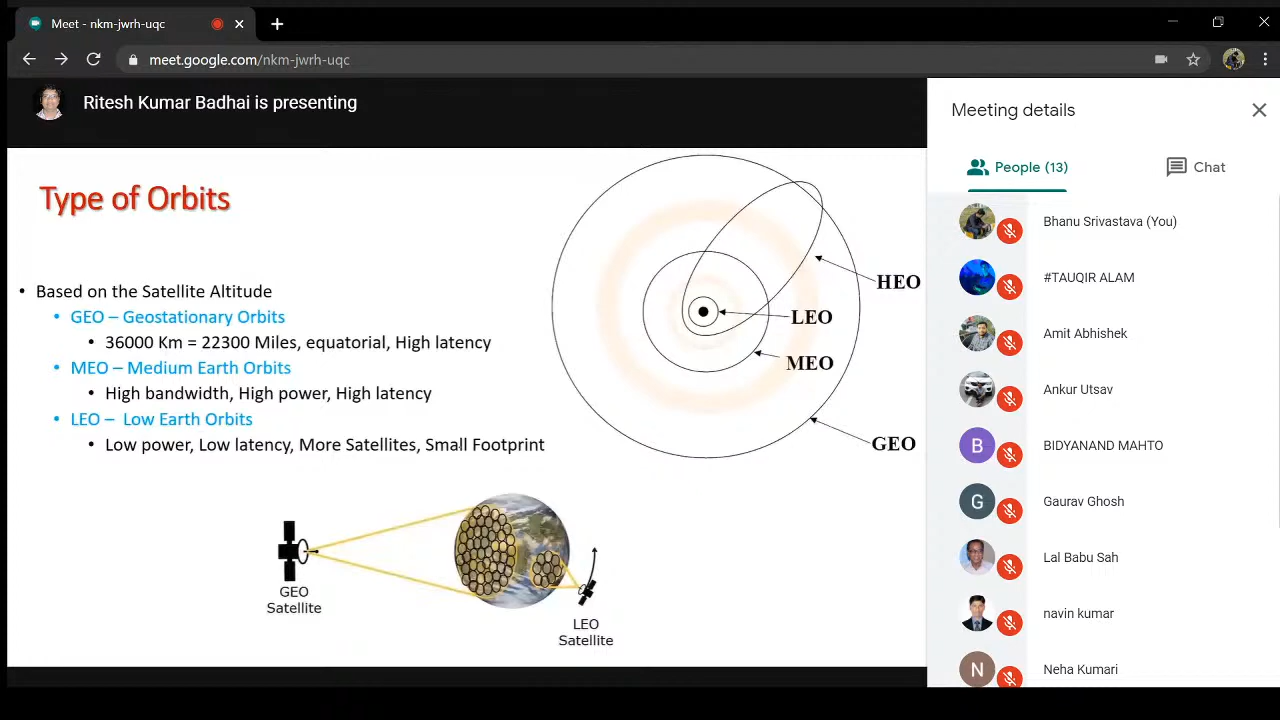 Meet - nkm-jwrh-uqc
meet.google.com/nkm-jwrh-uqc
Ritesh Kumar Badhai is presenting
Type of Orbits
• Based on the Satellite Altitude
• GEO – Geostationary Orbits
• 36000 Km = 22300 Miles, equatorial, High latency
• MEO – Medium Earth Orbits
• High bandwidth, High power, High latency
• LEO – Low Earth Orbits
• Low power, Low latency, More Satellites, Small Footprint
HEO
LEO
MEO
GEO
GEO
Satellite
LEO
Satellite
Meeting details
People (13)
Chat
Bhanu Srivastava (You)
#TAUQIR ALAM
Amit Abhishek
Ankur Utsav
B
BIDYANAND MAHTO
G
Gaurav Ghosh
Lal Babu Sah
navin kumar
N
Neha Kumari